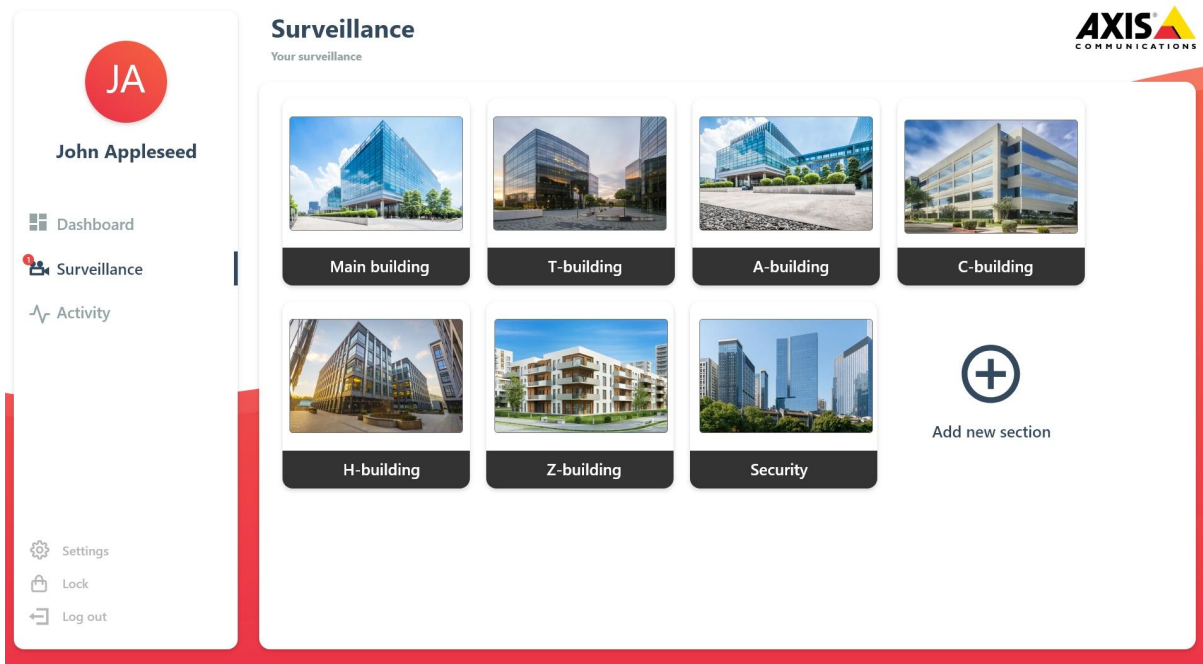 JA
John Appleseed
Dashboard
1
Surveillance
Activity
Settings
Lock
Log out
Surveillance
Your surveillance
AXIS
COMMUNICATIONS
Main building
T-building
A-building
C-building
H-building
Z-building
Security
Add new section